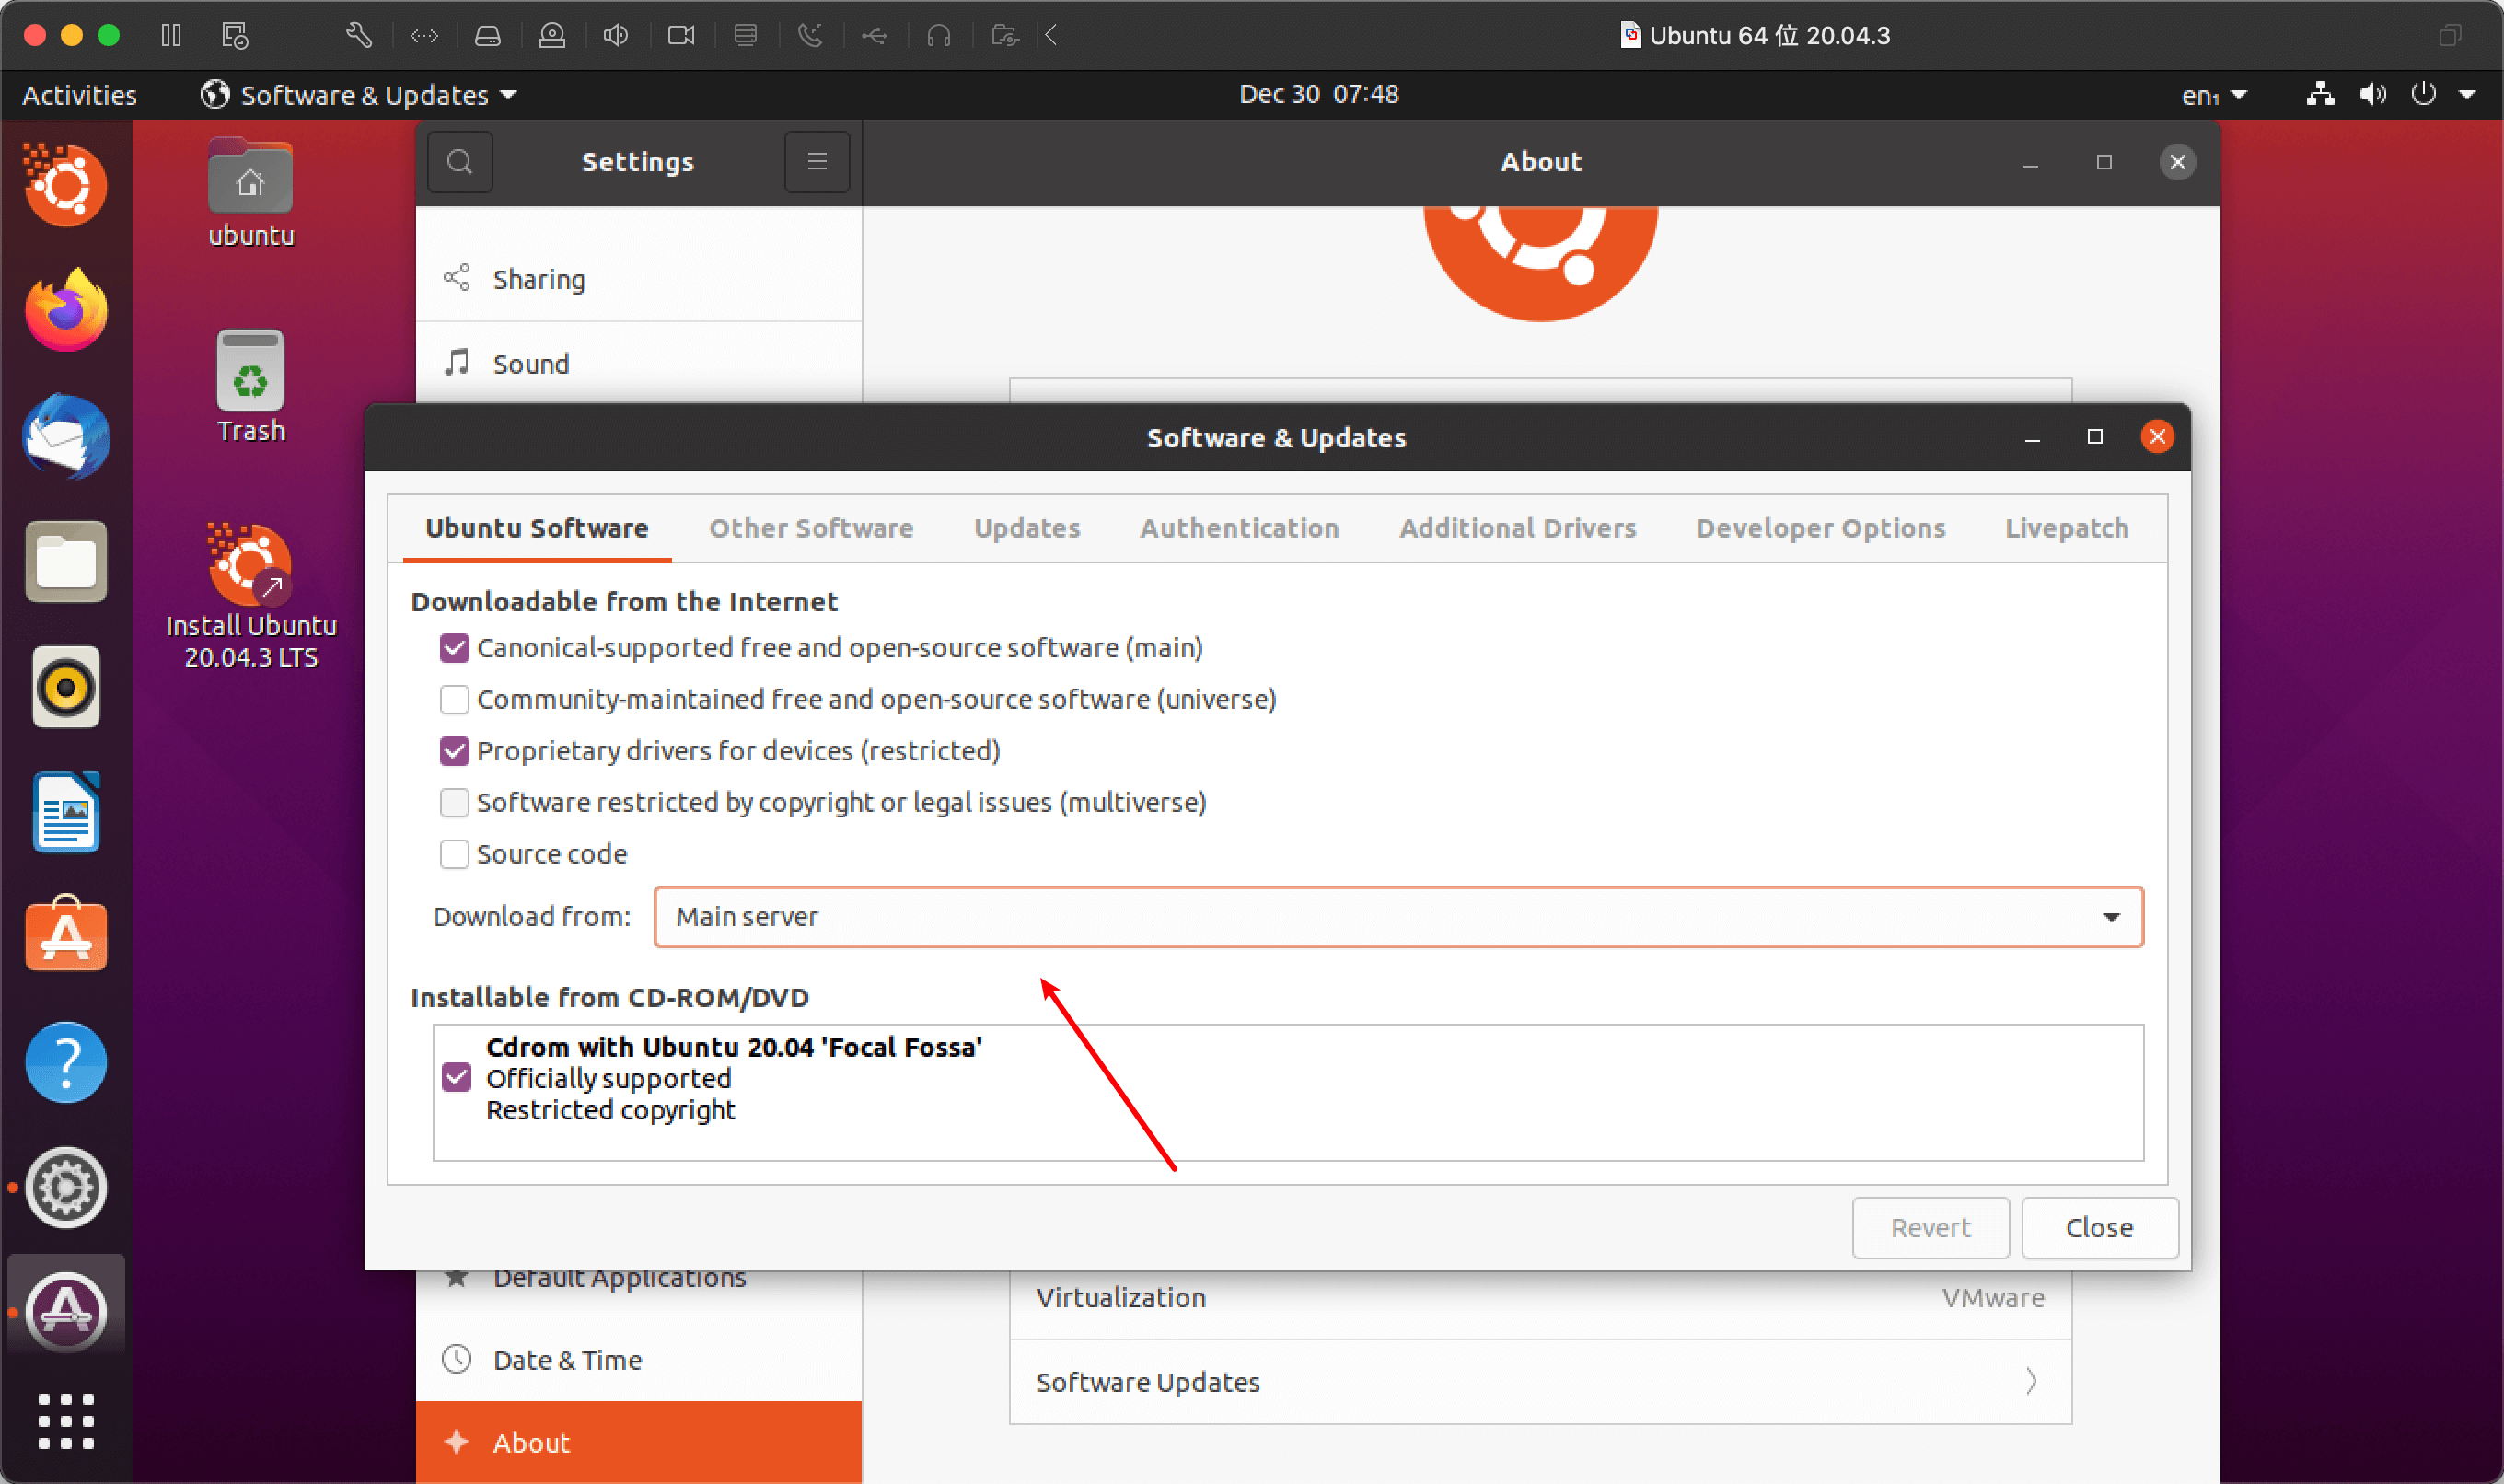 Ubuntu 64 位 20.04.3
Activities
Software & Updates
Dec 30 07:48
en₁
ubuntu
Trash
Install Ubuntu
20.04.3 LTS
Settings
About
Sharing
Sound
Software & Updates
Ubuntu Software
Other Software
Updates
Authentication
Additional Drivers
Developer Options
Livepatch
Downloadable from the Internet
Canonical-supported free and open-source software (main)
Community-maintained free and open-source software (universe)
Proprietary drivers for devices (restricted)
Software restricted by copyright or legal issues (multiverse)
Source code
Download from:
Main server
Installable from CD-ROM/DVD
Cdrom with Ubuntu 20.04 'Focal Fossa'
Officially supported
Restricted copyright
Revert
Close
Default Applications
Virtualization
VMware
Date & Time
Software Updates
About